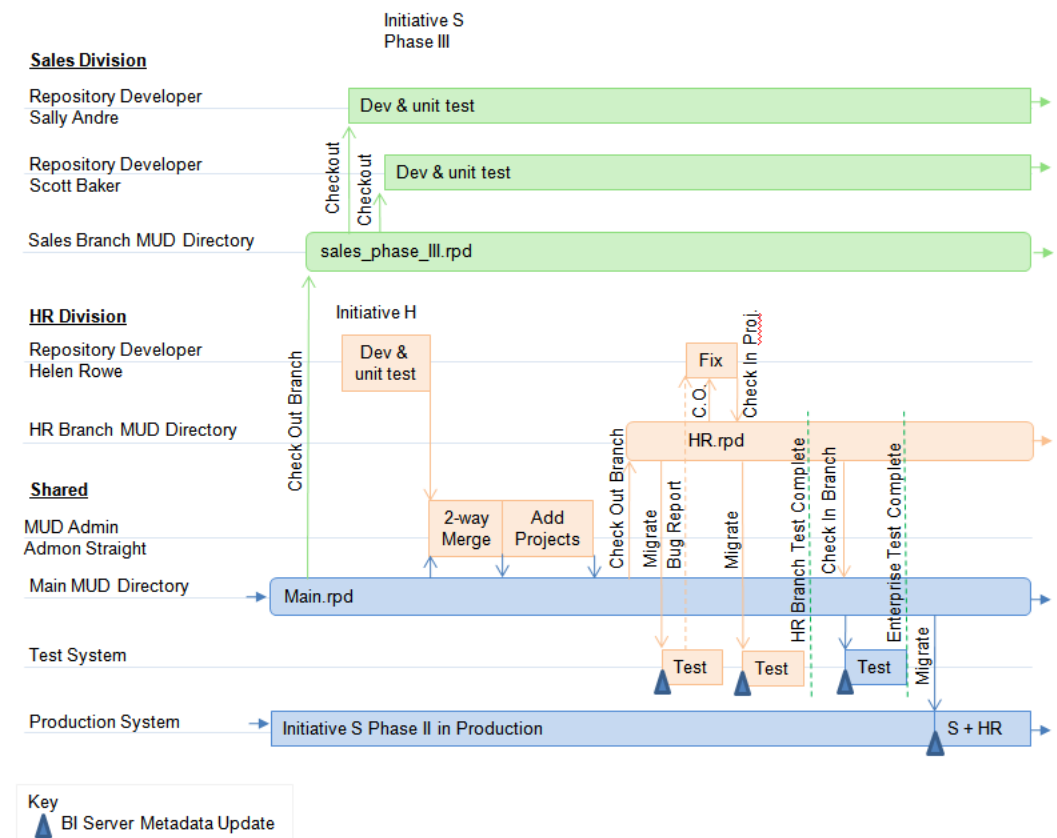 Initiative S
Phase III
Sales Division
Repository Developer
Sally Andre
Dev & unit test
Repository Developer
Scott Baker
Dev & unit test
Checkout
Checkout
Sales Branch MUD Directory
sales_phase_III.rpd
HR Division
Initiative H
Repository Developer
Helen Rowe
Dev &
unit test
Fix
Check In Proj.
C.O.
Check Out Branch
HR Branch MUD Directory
HR.rpd
Shared
MUD Admin
Admon Straight
2-way
Merge
Add
Projects
Check Out Branch
Migrate
Bug Report
Migrate
HR Branch Test Complete
Check In Branch
Enterprise Test Complete
Main MUD Directory
Main.rpd
Test System
Test
Test
Test
Migrate
Production System
Initiative S Phase II in Production
S + HR
Key
BI Server Metadata Update